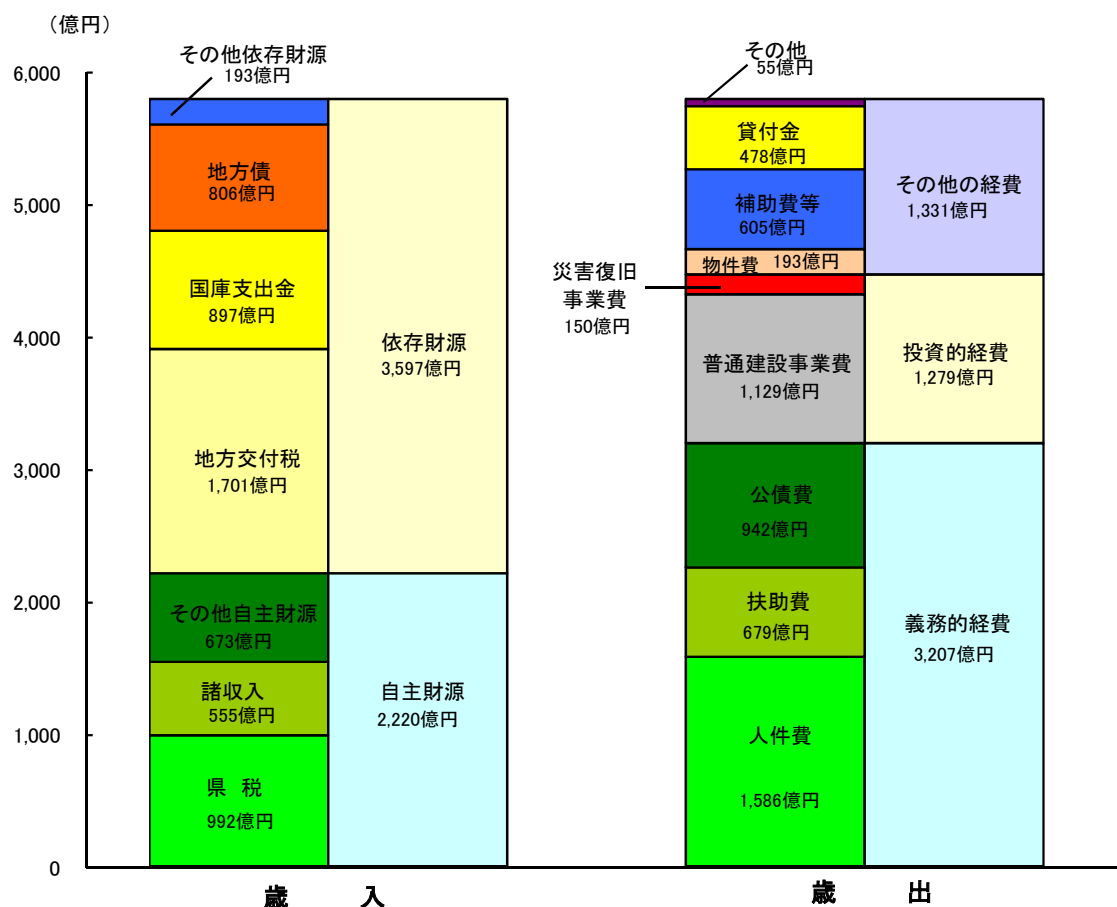 （億円）
6,000
5,000
4,000
3,000
2,000
1,000
0
その他依存財源
193億円
地方債
806億円
国庫支出金
897億円
地方交付税
1,701億円
その他自主財源
673億円
諸収入
555億円
県 税
992億円
依存財源
3,597億円
自主財源
2,220億円
歳 入
その他
55億円
貸付金
478億円
補助費等
605億円
物件費 193億円
災害復旧
事業費
150億円
普通建設事業費
1,129億円
公債費
942億円
扶助費
679億円
人件費
1,586億円
その他の経費
1,331億円
投資的経費
1,279億円
義務的経費
3,207億円
歳 出